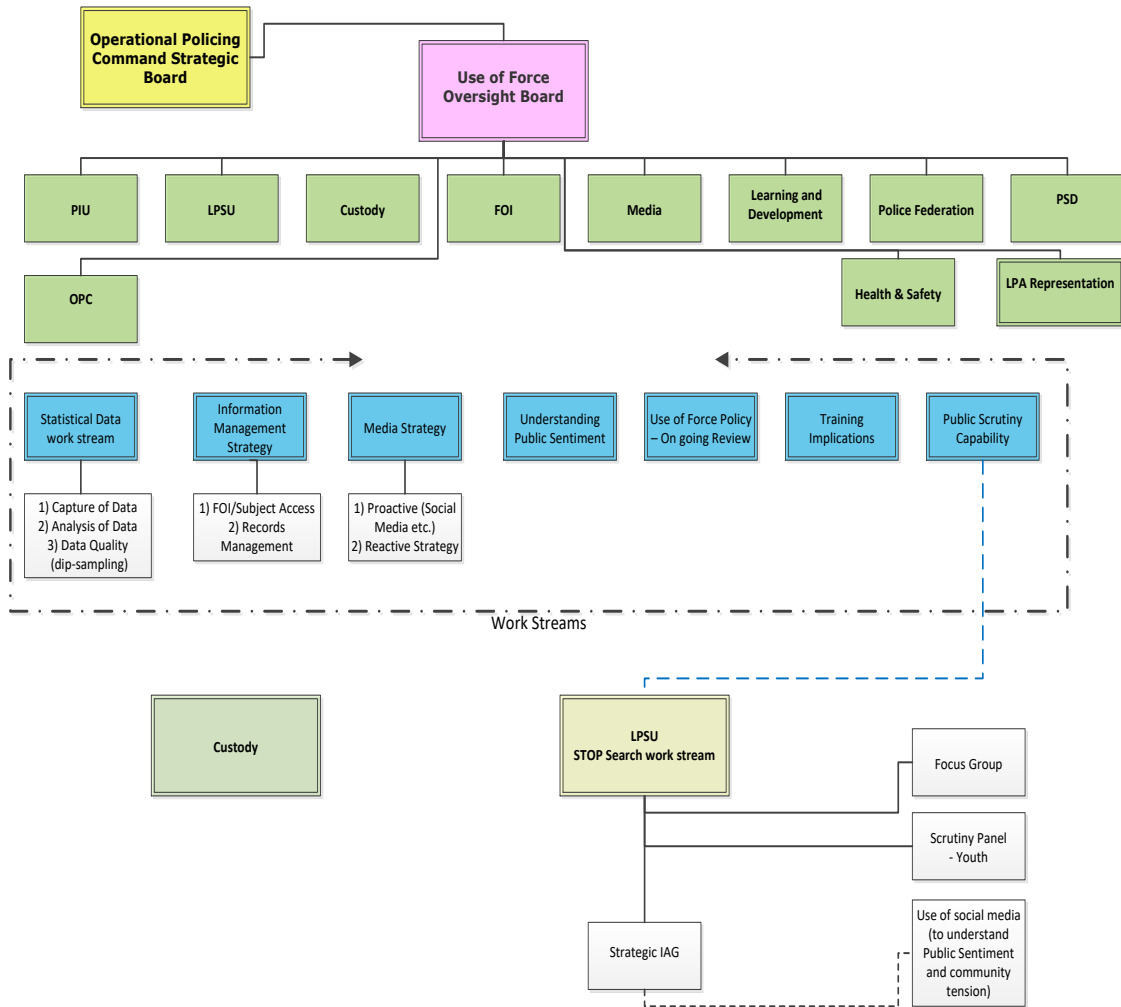 Operational Policing
Command Strategic
Board
Use of Force
Oversight Board
PIU
LPSU
Custody
FOI
Media
Learning and
Development
Police Federation
PSD
OPC
Health & Safety
LPA Representation
Statistical Data
work stream
Information
Management
Strategy
Media Strategy
Understanding
Public Sentiment
Use of Force Policy
– On going Review
Training
Implications
Public Scrutiny
Capability
1) Capture of Data
2) Analysis of Data
3) Data Quality
(dip-sampling)
1) FOI/Subject Access
2) Records
Management
1) Proactive (Social
Media etc.)
2) Reactive Strategy
Work Streams
Custody
LPSU
STOP Search work stream
Focus Group
Scrutiny Panel
- Youth
Strategic IAG
Use of social media
(to understand
Public Sentiment
and community
tension)